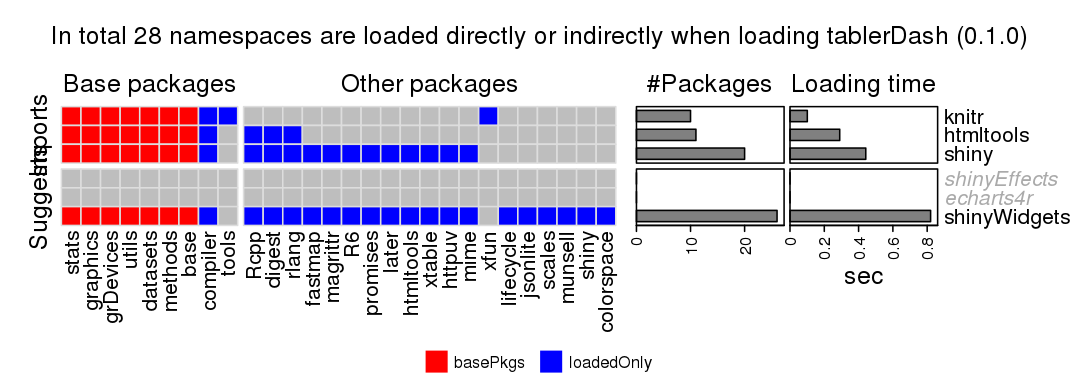 In total 28 namespaces are loaded directly or indirectly when loading tablerDash (0.1.0)
Base packages
Other packages
#Packages
Loading time
Imports
Suggests
knitr
htmltools
shiny
shinyEffects
echarts4r
shinyWidgets
stats
graphics
grDevices
utils
datasets
methods
base
compiler
tools
Rcpp
digest
rlang
fastmap
magrittr
R6
promises
later
htmltools
xtable
httpuv
mime
xfun
lifecycle
jsonlite
scales
munsell
shiny
colorspace
0 10 20
0 0.2 0.4 0.6 0.8
sec
basePkgs loadedOnly